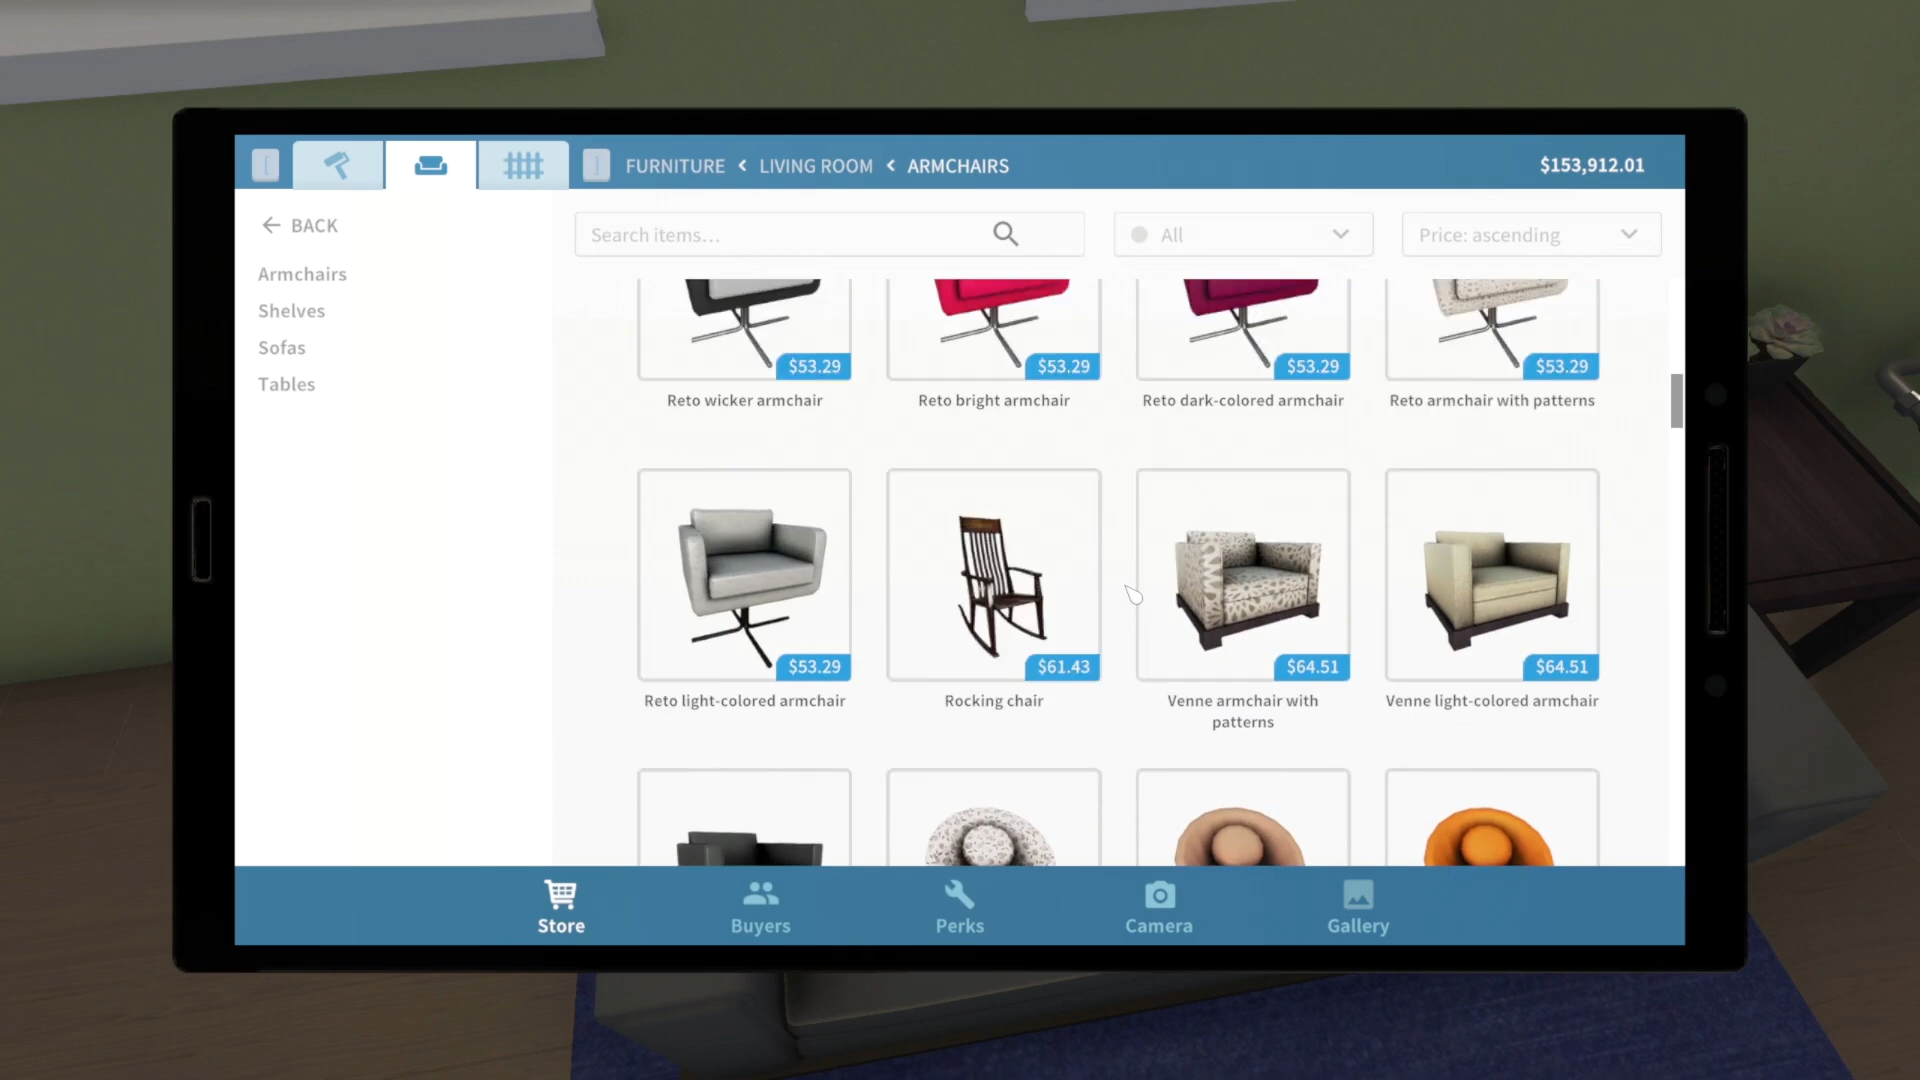 FURNITURE < LIVING ROOM < ARMCHAIRS
$153,912.01
BACK
Search items...
All
Price: ascending
Armchairs
Shelves
Sofas
Tables
$53.29
$53.29
$53.29
$53.29
Reto wicker armchair
Reto bright armchair
Reto dark-colored armchair
Reto armchair with patterns
$53.29
$61.43
$64.51
$64.51
Reto light-colored armchair
Rocking chair
Venne armchair with
patterns
Venne light-colored armchair
Store
Buyers
Perks
Camera
Gallery